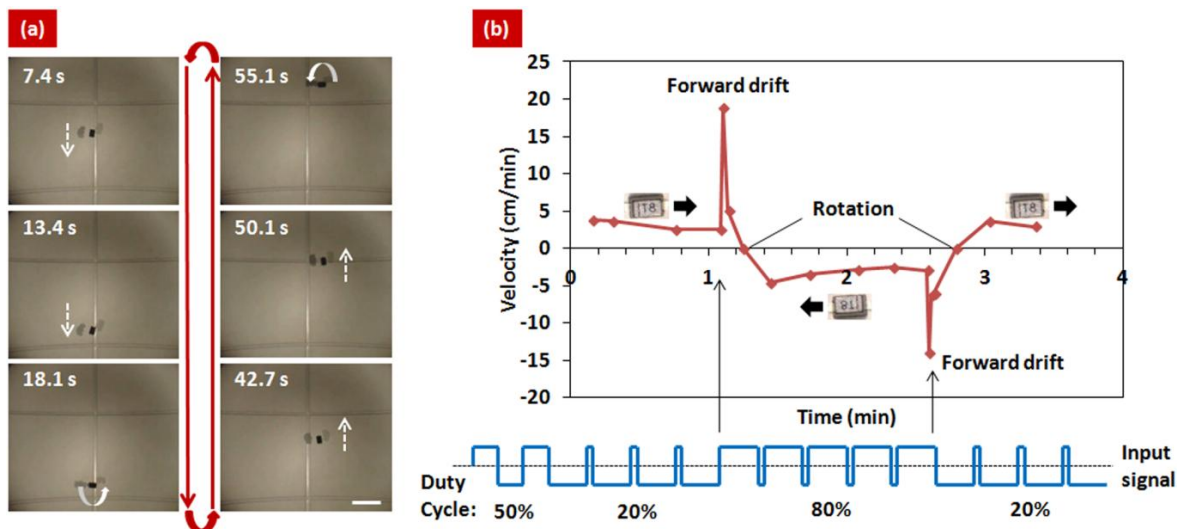 (a)
7.4 s
55.1 s
13.4 s
50.1 s
18.1 s
42.7 s
(b)
25
20
15
10
5
0
-5
-10
-15
-20
Velocity (cm/min)
0
1
2
3
4
Forward drift
Rotation
Forward drift
Time (min)
Input
signal
Duty
Cycle: 50% 20% 80% 20%